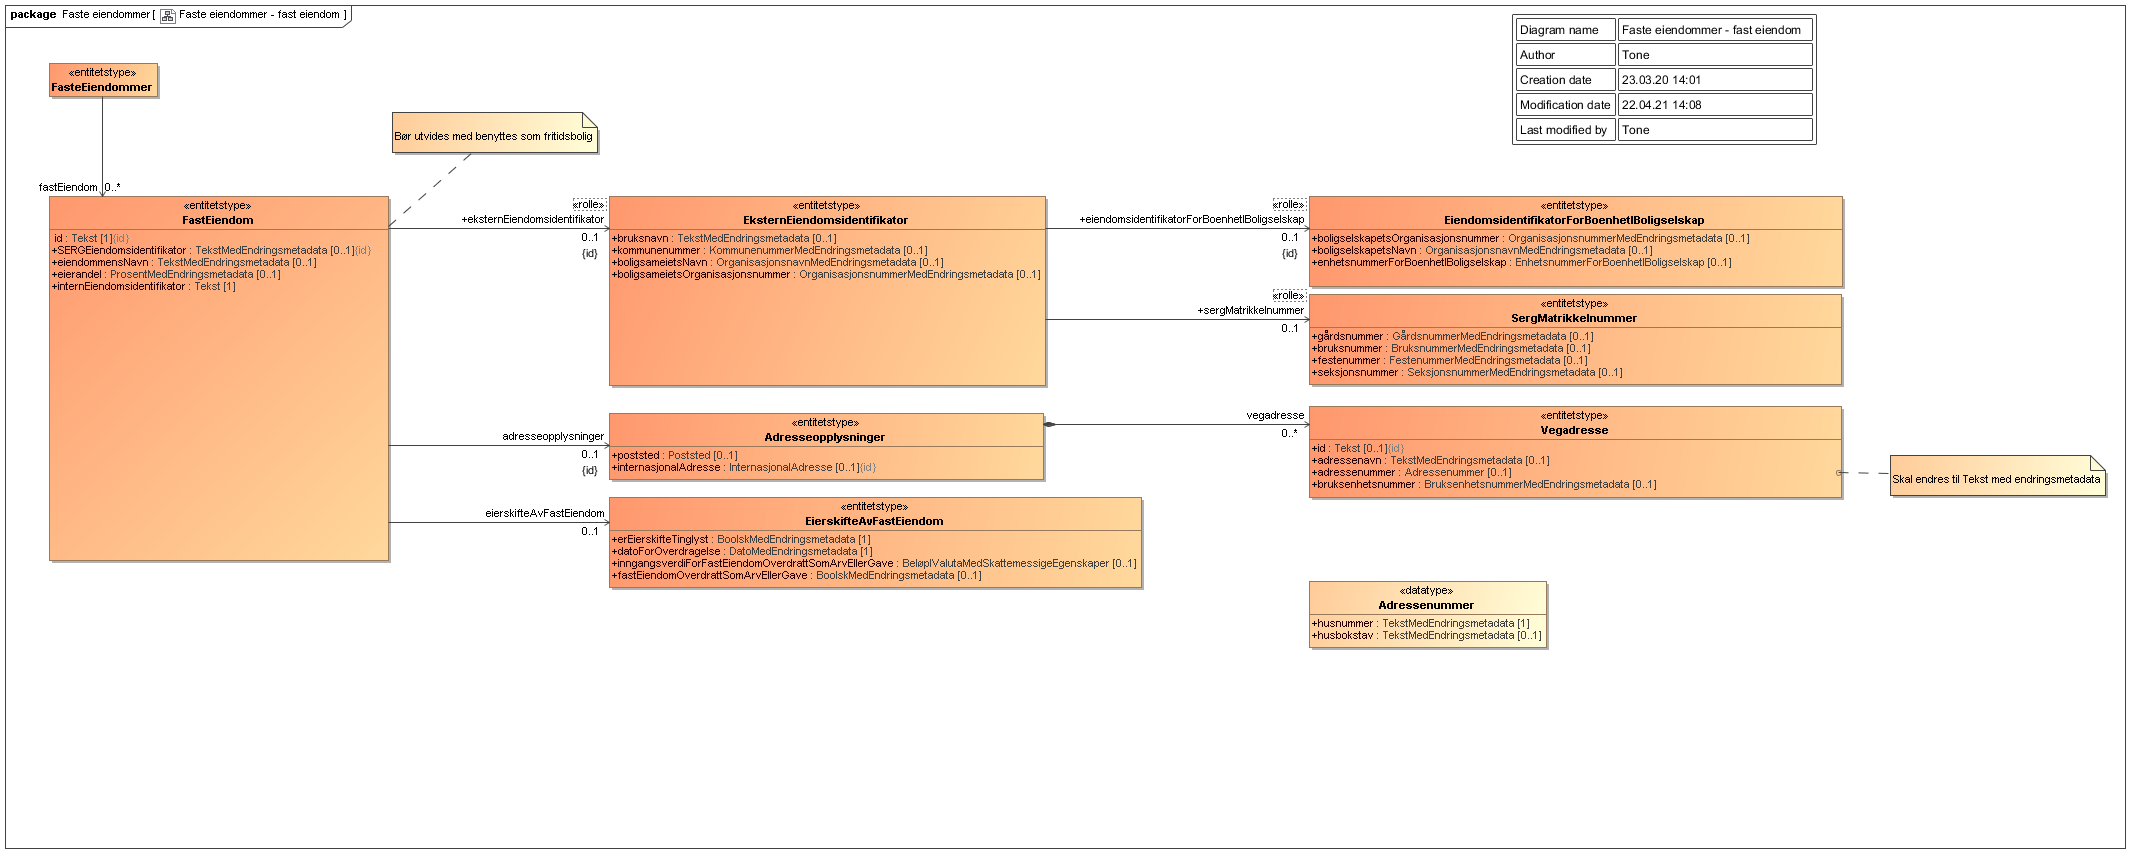 package Faste eiendommer [ Faste eiendommer - fast eiendom ]
Diagram name Faste eiendommer - fast eiendom
Author Tone
Creation date 23.03.20 14:01
Modification date 22.04.21 14:08
Last modified by Tone
«entitetstype»
FasteEiendommer
Bør utvides med benyttes som fritidsbolig
fastEiendom 0..*
«entitetstype»
FastEiendom
id : Tekst [1]{id}
+SERGEiendomsidentifikator : TekstMedEndringsmetadata [0..1]{id}
+eiendommensNavn : TekstMedEndringsmetadata [0..1]
+eierandel : ProsentMedEndringsmetadata [0..1]
+internEiendomsidentifikator : Tekst [1]
«rolle»
+eksternEiendomsidentifikator
0..1
{id}
«entitetstype»
EksternEiendomsidentifikator
+bruksnavn : TekstMedEndringsmetadata [0..1]
+kommunenummer : KommunenummerMedEndringsmetadata [0..1]
+boligsameietsNavn : OrganisasjonsnavnMedEndringsmetadata [0..1]
+boligsameietsOrganisasjonsnummer : OrganisasjonsnummerMedEndringsmetadata [0..1]
«rolle»
+eiendomsidentifikatorForBoenhetIBoligselskap
0..1
{id}
«entitetstype»
EiendomsidentifikatorForBoenhetIBoligselskap
+boligselskapetsOrganisasjonsnummer : OrganisasjonsnummerMedEndringsmetadata [0..1]
+boligselskapetsNavn : OrganisasjonsnavnMedEndringsmetadata [0..1]
+enhetsnummerForBoenhetIBoligselskap : EnhetsnummerForBoenhetIBoligselskap [0..1]
«rolle»
+sergMatrikkelnummer
0..1
«entitetstype»
SergMatrikkelnummer
+gårdsnummer : GårdsnummerMedEndringsmetadata [0..1]
+bruksnummer : BruksnummerMedEndringsmetadata [0..1]
+festenummer : FestenummerMedEndringsmetadata [0..1]
+seksjonsnummer : SeksjonsnummerMedEndringsmetadata [0..1]
adresseopplysninger
0..1
{id}
«entitetstype»
Adresseopplysninger
+poststed : Poststed [0..1]
+internasjonalAdresse : InternasjonalAdresse [0..1]{id}
vegadresse
0..*
«entitetstype»
Vegadresse
+id : Tekst [0..1]{id}
+adressenavn : TekstMedEndringsmetadata [0..1]
+adressenummer : Adressenummer [0..1]
+bruksenhetsnummer : BruksenhetsnummerMedEndringsmetadata [0..1]
Skal endres til Tekst med endringsmetadata
eierskifteAvFastEiendom
0..1
«entitetstype»
EierskifteAvFastEiendom
+erEierskifteTinglyst : BoolskMedEndringsmetadata [1]
+datoForOverdragelse : DatoMedEndringsmetadata [1]
+inngangsverdiForFastEiendomOverdrattSomArvEllerGave : BeløpIValutaMedSkattemessigeEgenskaper [0..1]
+fastEiendomOverdrattSomArvEllerGave : BoolskMedEndringsmetadata [0..1]
«datatype»
Adressenummer
+husnummer : TekstMedEndringsmetadata [1]
+husbokstav : TekstMedEndringsmetadata [0..1]